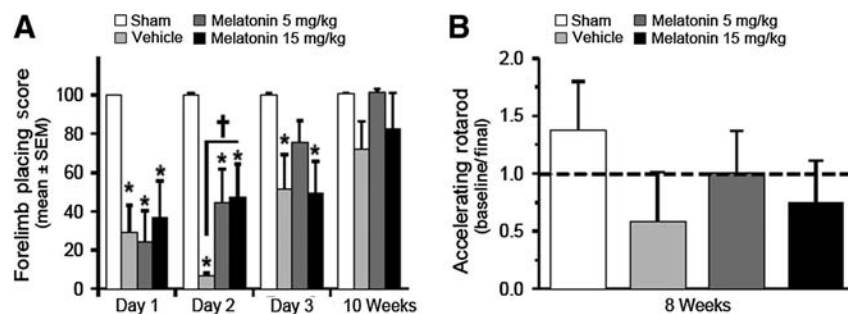 A
Sham
Melatonin 5 mg/kg
Vehicle
Melatonin 15 mg/kg
Forelimb placing score
(mean ± SEM)
100
80
60
40
20
0
* * *
† * * *
* *
Day 1
Day 2
Day 3
10 Weeks
B
Sham
Melatonin 5 mg/kg
Vehicle
Melatonin 15 mg/kg
Accelerating rotarod
(baseline/final)
2.0
1.5
1.0
0.5
0.0
8 Weeks